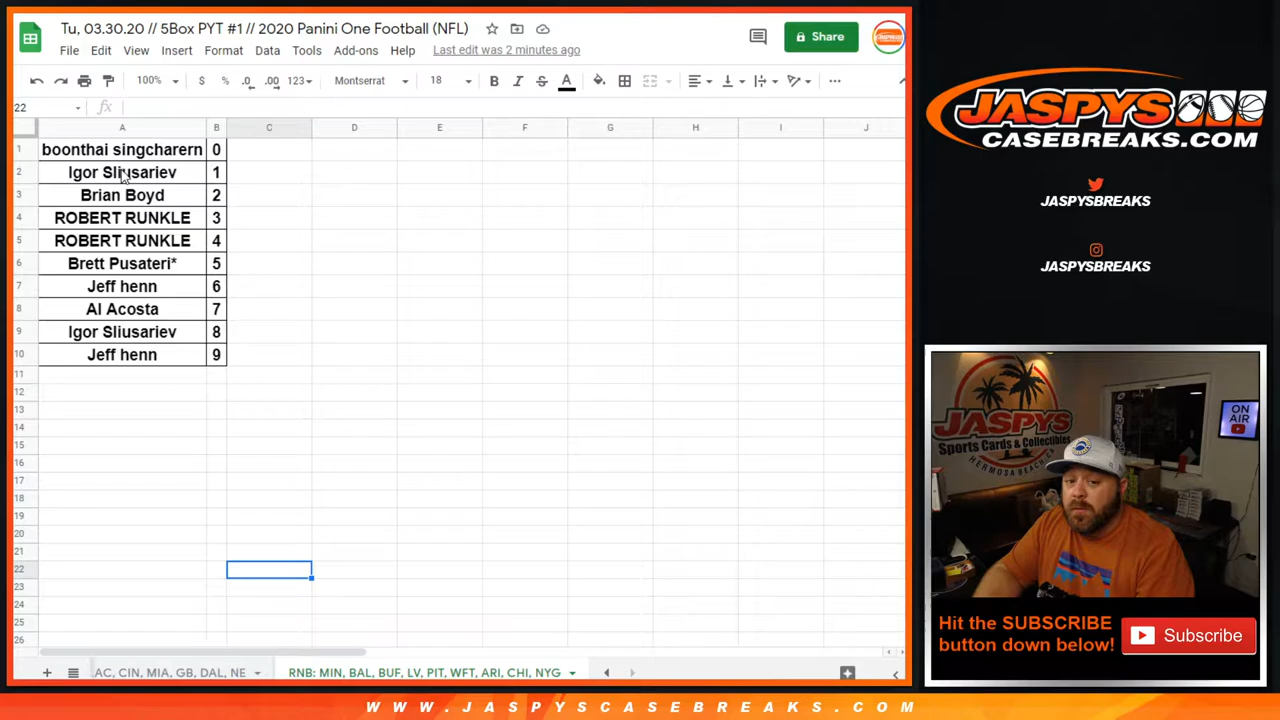 Tu, 03.30.20 // 5Box PYT #1 // 2020 Panini One Football (NFL)
File Edit View Insert Format Data Tools Add-ons Help Last edit was 2 minutes ago
Share
100% $ % .0 .00 123 Montserrat 18 B I S A
22 fx
A B C D E F G H I J
1 boonthai singcharern 0
2 Igor Sliusariev 1
3 Brian Boyd 2
4 ROBERT RUNKLE 3
5 ROBERT RUNKLE 4
6 Brett Pusateri* 5
7 Jeff henn 6
8 Al Acosta 7
9 Igor Sliusariev 8
10 Jeff henn 9
11
12
13
14
15
16
17
18
19
20
21
22
23
24
25
26
AC, CIN, MIA, GB, DAL, NE RNB: MIN, BAL, BUF, LV, PIT, WFT, ARI, CHI, NYG
JASPYS
CASEBREAKS.COM
JASPYSBREAKS
JASPYSBREAKS
JASPYS
Sports Cards & Collectibles
HERMOSA BEACH, CA
ON
AIR
Hit the SUBSCRIBE
button down below!
Subscribe
WWW.JASPYSCASEBREAKS.COM